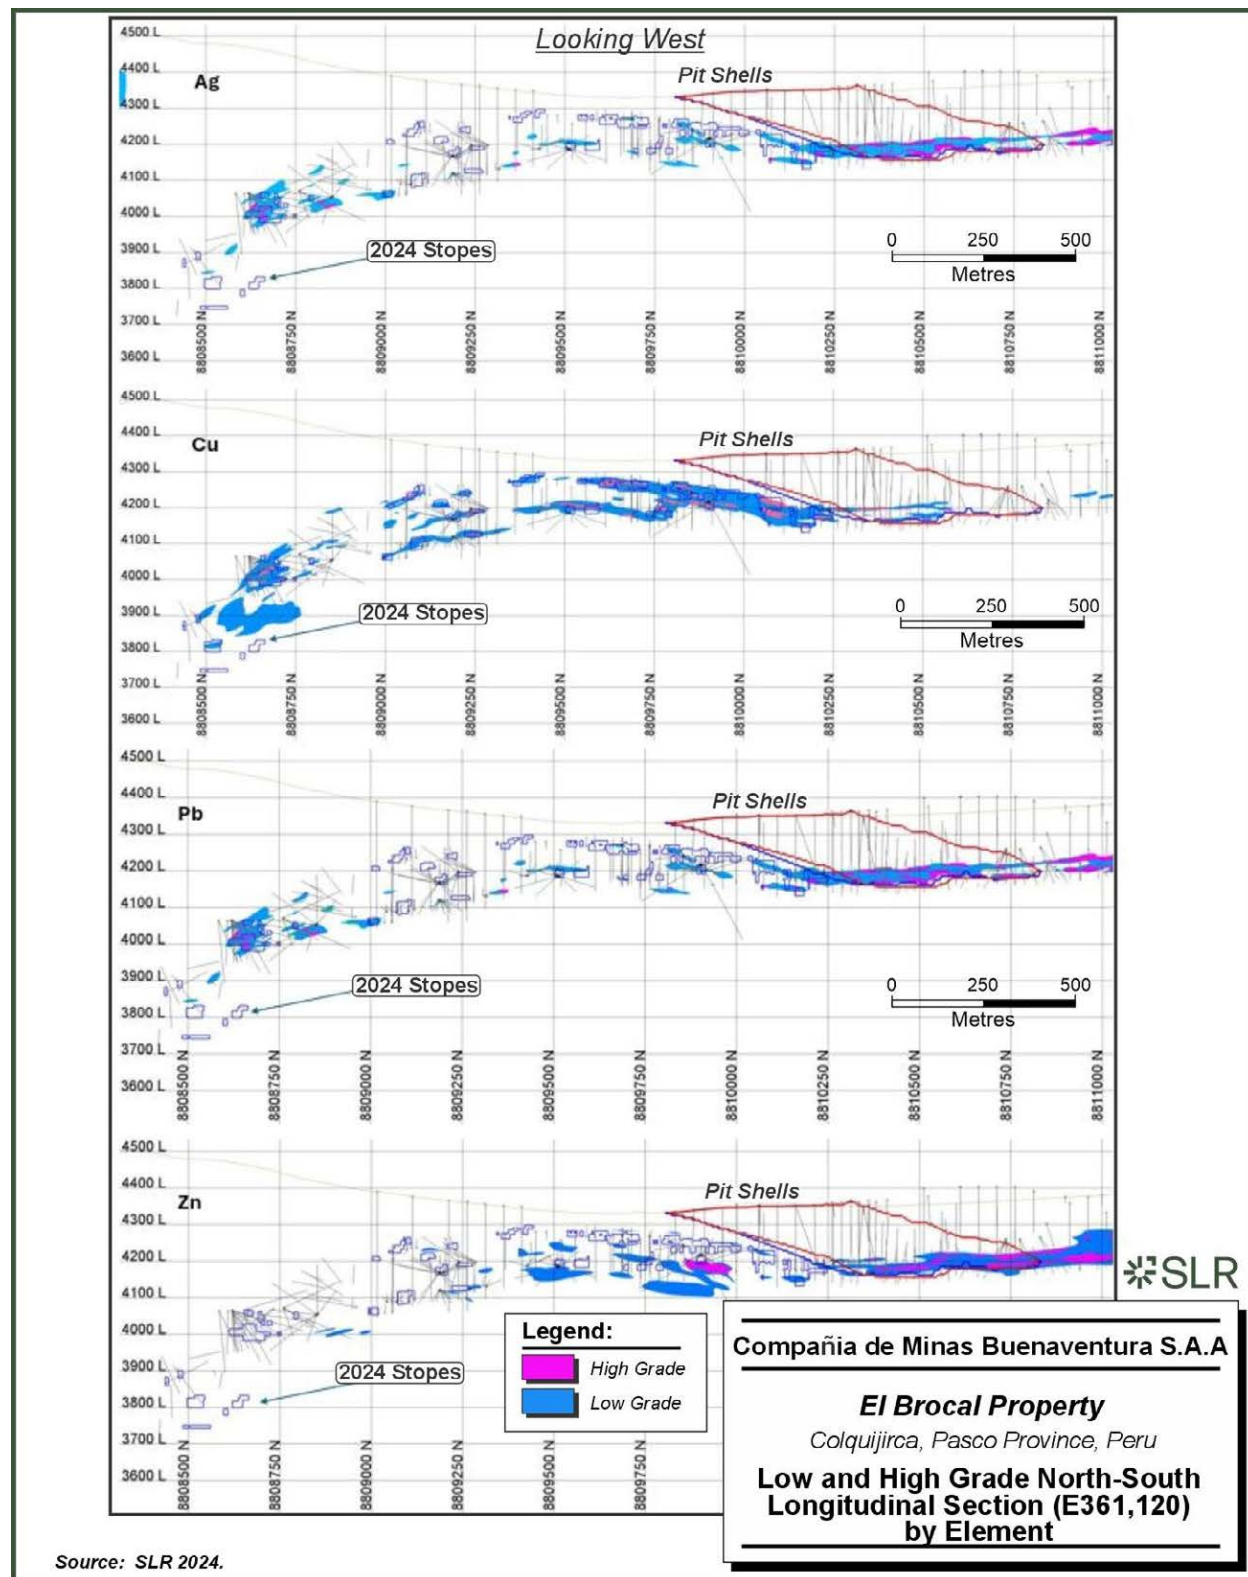 Looking West
4500 L
Ag
Pit Shells
4400 L
4300 L
4200 L
4100 L
4000 L
3900 L
3800 L
3700 L
3600 L
2024 Stopes
0 250 500
Metres
8808500 N 8808750 N 8809000 N 8809250 N 8809500 N 8809750 N 8810000 N 8810250 N 8810500 N 8810750 N 8811000 N
4500 L
Cu
Pit Shells
4400 L
4300 L
4200 L
4100 L
4000 L
3900 L
3800 L
3700 L
3600 L
2024 Stopes
0 250 500
Metres
8808500 N 8808750 N 8809000 N 8809250 N 8809500 N 8809750 N 8810000 N 8810250 N 8810500 N 8810750 N 8811000 N
4500 L
Pb
Pit Shells
4400 L
4300 L
4200 L
4100 L
4000 L
3900 L
3800 L
3700 L
3600 L
2024 Stopes
0 250 500
Metres
8808500 N 8808750 N 8809000 N 8809250 N 8809500 N 8809750 N 8810000 N 8810250 N 8810500 N 8810750 N 8811000 N
4500 L
Zn
Pit Shells
4400 L
4300 L
4200 L
4100 L
4000 L
3900 L
3800 L
3700 L
3600 L
2024 Stopes
8808500 N 8808750 N 8809000 N 8809250 N 8809500 N 8809750 N
Legend:
High Grade
Low Grade
SLR
Compañia de Minas Buenaventura S.A.A
El Brocal Property
Colquijirca, Pasco Province, Peru
Low and High Grade North-South
Longitudinal Section (E361,120)
by Element
Source: SLR 2024.